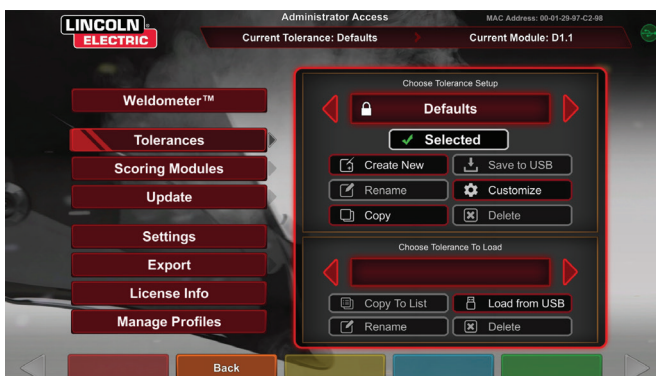 LINCOLN
ELECTRIC
Administrator Access
MAC Address: 00-01-29-97-C2-98
Current Tolerance: Defaults
Current Module: D1.1
Weldometer™
Tolerances
Scoring Modules
Update
Settings
Export
License Info
Manage Profiles
Choose Tolerance Setup
Defaults
Selected
Create New
Save to USB
Rename
Customize
Copy
Delete
Choose Tolerance To Load
Copy To List
Load from USB
Rename
Delete
Back